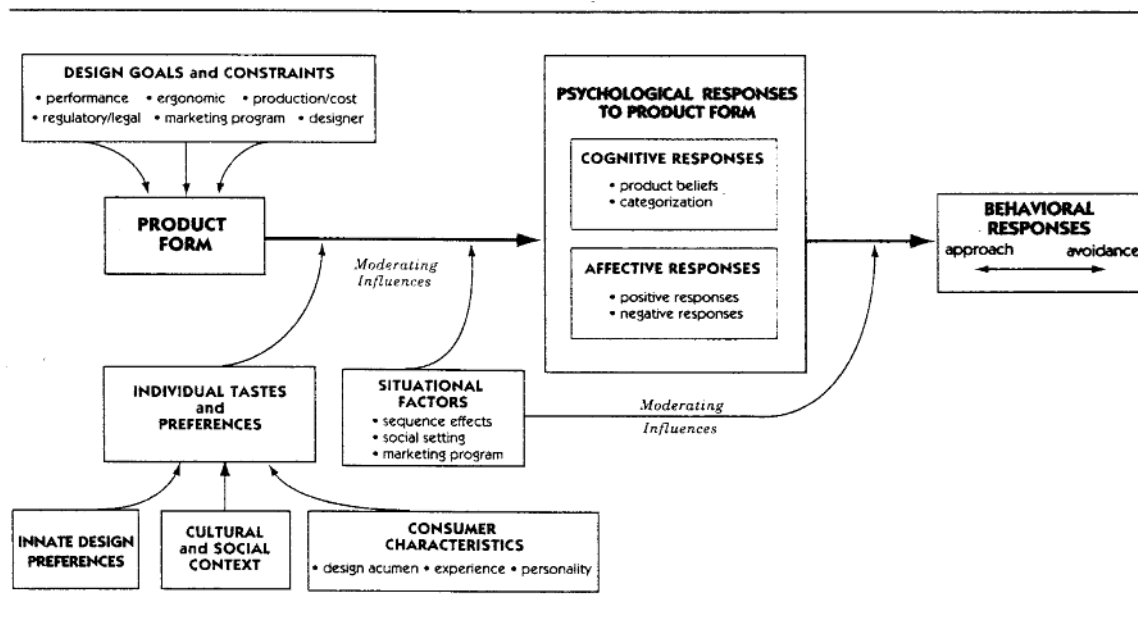 DESIGN GOALS and CONSTRAINTS
• performance • ergonomic • production/cost
• regulatory/legal • marketing program • designer
PRODUCT
FORM
Moderating
Influences
PSYCHOLOGICAL RESPONSES
TO PRODUCT FORM
COGNITIVE RESPONSES
• product beliefs
• categorization
AFFECTIVE RESPONSES
• positive responses
• negative responses
BEHAVIORAL
RESPONSES
approach avoidance
INDIVIDUAL TASTES
and
PREFERENCES
SITUATIONAL
FACTORS
• sequence effects
• social setting
• marketing program
Moderating
Influences
INNATE DESIGN
PREFERENCES
CULTURAL
and SOCIAL
CONTEXT
CONSUMER
CHARACTERISTICS
• design acumen • experience • personality